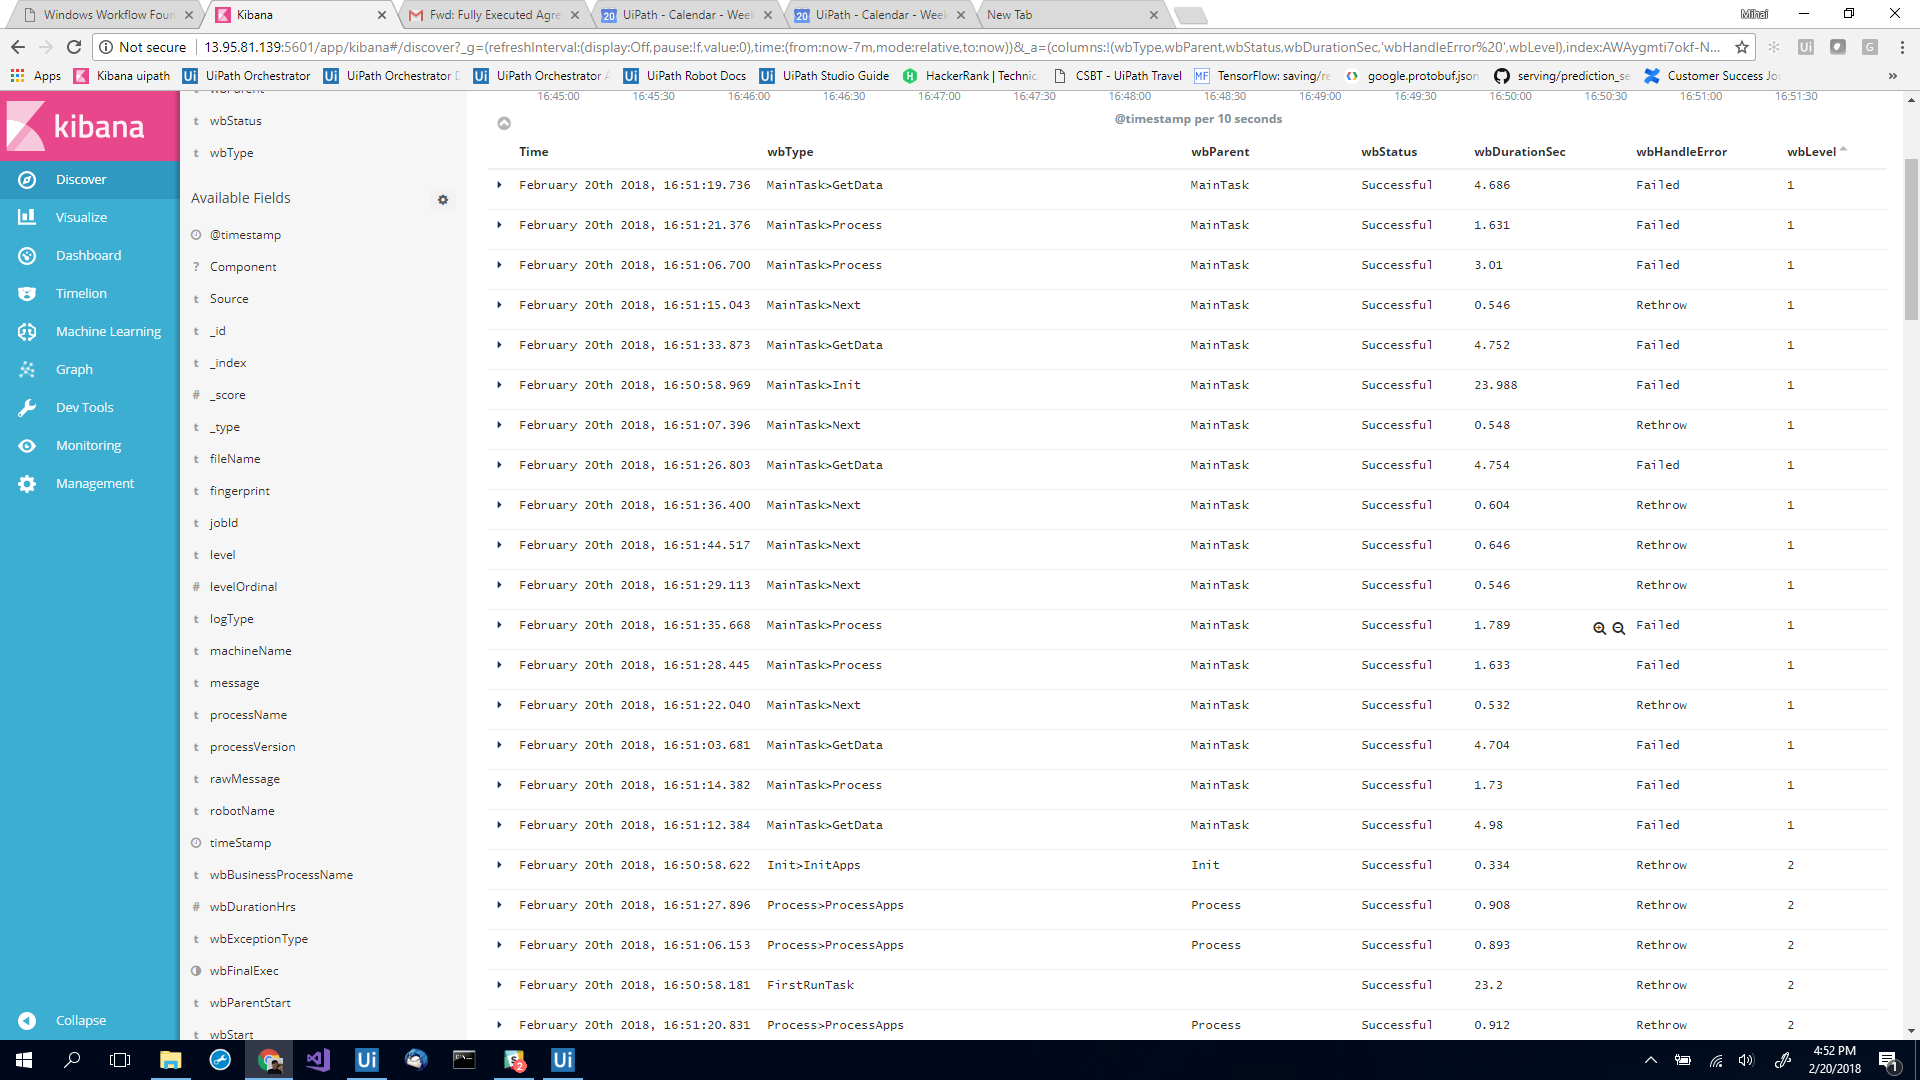 Windows Workflow Foun
Kibana
Fwd: Fully Executed Agre
20 UiPath - Calendar - Week
20 UiPath - Calendar - Week
New Tab
Mihai
Not secure 13.95.81.139:5601/app/kibana#/discover?_g=(refreshInterval:(display:Off,pause:!f,value:0),time:(from:now-7m,mode:relative,to:now))&_a=(columns:!(wbType,wbParent,wbStatus,wbDurationSec,'wbHandleError%20',wbLevel),index:AWAygmti7okf-N...
Apps Kibana uipath UiPath Orchestrator UiPath Orchestrator UiPath Orchestrator UiPath Robot Docs UiPath Studio Guide HackerRank | Technic CSBT - UiPath Travel TensorFlow: saving/re google.protobuf.json serving/prediction_se Customer Success Jou »
kibana
Discover
Visualize
Dashboard
Timelion
Machine Learning
Graph
Dev Tools
Monitoring
Management
Collapse
wbParent
t wbStatus
t wbType
Available Fields
@timestamp
? Component
t Source
t _id
t _index
# _score
t _type
t fileName
t fingerprint
t jobId
t level
# levelOrdinal
t logType
t machineName
t message
t processName
t processVersion
t rawMessage
t robotName
timeStamp
t wbBusinessProcessName
# wbDurationHrs
t wbExceptionType
wbFinalExec
t wbParentStart
t wbStart
16:45:00 16:45:30 16:46:00 16:46:30 16:47:00 16:47:30 16:48:00 16:48:30 16:49:00 16:49:30 16:50:00 16:50:30 16:51:00 16:51:30
@timestamp per 10 seconds
Time wbType wbParent wbStatus wbDurationSec wbHandleError wbLevel
February 20th 2018, 16:51:19.736 MainTask>GetData MainTask Successful 4.686 Failed 1
February 20th 2018, 16:51:21.376 MainTask>Process MainTask Successful 1.631 Failed 1
February 20th 2018, 16:51:06.700 MainTask>Process MainTask Successful 3.01 Failed 1
February 20th 2018, 16:51:15.043 MainTask>Next MainTask Successful 0.546 Rethrow 1
February 20th 2018, 16:51:33.873 MainTask>GetData MainTask Successful 4.752 Failed 1
February 20th 2018, 16:50:58.969 MainTask>Init MainTask Successful 23.988 Failed 1
February 20th 2018, 16:51:07.396 MainTask>Next MainTask Successful 0.548 Rethrow 1
February 20th 2018, 16:51:26.803 MainTask>GetData MainTask Successful 4.754 Failed 1
February 20th 2018, 16:51:36.400 MainTask>Next MainTask Successful 0.604 Rethrow 1
February 20th 2018, 16:51:44.517 MainTask>Next MainTask Successful 0.646 Rethrow 1
February 20th 2018, 16:51:29.113 MainTask>Next MainTask Successful 0.546 Rethrow 1
February 20th 2018, 16:51:35.668 MainTask>Process MainTask Successful 1.789 Failed 1
February 20th 2018, 16:51:28.445 MainTask>Process MainTask Successful 1.633 Failed 1
February 20th 2018, 16:51:22.040 MainTask>Next MainTask Successful 0.532 Rethrow 1
February 20th 2018, 16:51:03.681 MainTask>GetData MainTask Successful 4.704 Failed 1
February 20th 2018, 16:51:14.382 MainTask>Process MainTask Successful 1.73 Failed 1
February 20th 2018, 16:51:12.384 MainTask>GetData MainTask Successful 4.98 Failed 1
February 20th 2018, 16:50:58.622 Init>InitApps Init Successful 0.334 Rethrow 2
February 20th 2018, 16:51:27.896 Process>ProcessApps Process Successful 0.908 Rethrow 2
February 20th 2018, 16:51:06.153 Process>ProcessApps Process Successful 0.893 Rethrow 2
February 20th 2018, 16:50:58.181 FirstRunTask Successful 23.2 Rethrow 2
February 20th 2018, 16:51:20.831 Process>ProcessApps Process Successful 0.912 Rethrow 2
Ui
2
Ui
4:52 PM
2/20/2018
1